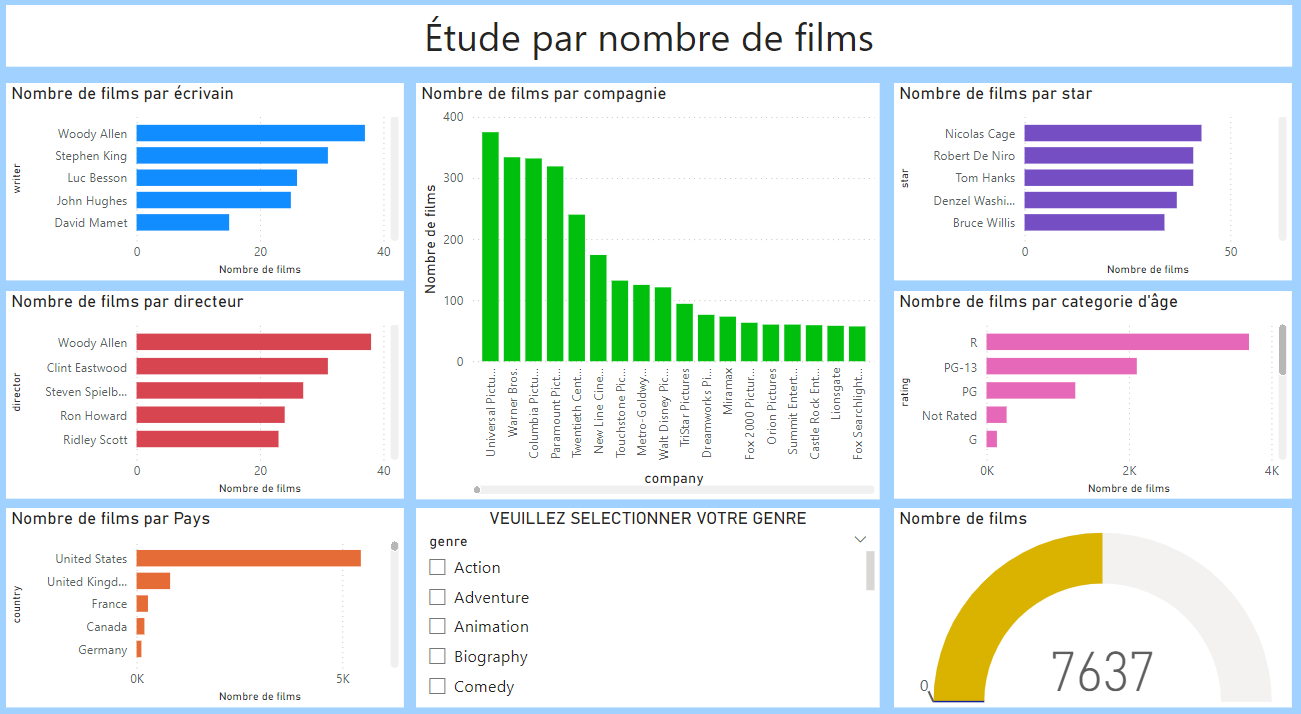 Étude par nombre de films
Nombre de films par écrivain
writer
Woody Allen
Stephen King
Luc Besson
John Hughes
David Mamet
0 20 40
Nombre de films
Nombre de films par compagnie
Nombre de films
400
300
200
100
0
Universal Pictu...
Warner Bros.
Columbia Pictu...
Paramount Pict...
Twentieth Cent...
New Line Cine...
Touchstone Pic...
Metro-Goldwy...
Walt Disney Pic...
TriStar Pictures
Dreamworks Pi...
Miramax
Fox 2000 Pictur...
Orion Pictures
Summit Entert...
Castle Rock Ent...
Lionsgate
Fox Searchlight...
company
Nombre de films par star
star
Nicolas Cage
Robert De Niro
Tom Hanks
Denzel Washi...
Bruce Willis
0 50
Nombre de films
Nombre de films par directeur
director
Woody Allen
Clint Eastwood
Steven Spielb...
Ron Howard
Ridley Scott
0 20 40
Nombre de films
Nombre de films par categorie d'âge
rating
R
PG-13
PG
Not Rated
G
0K 2K 4K
Nombre de films
Nombre de films par Pays
country
United States
United Kingd...
France
Canada
Germany
0K 5K
Nombre de films
VEUILLEZ SELECTIONNER VOTRE GENRE
genre
Action
Adventure
Animation
Biography
Comedy
Nombre de films
0
7637